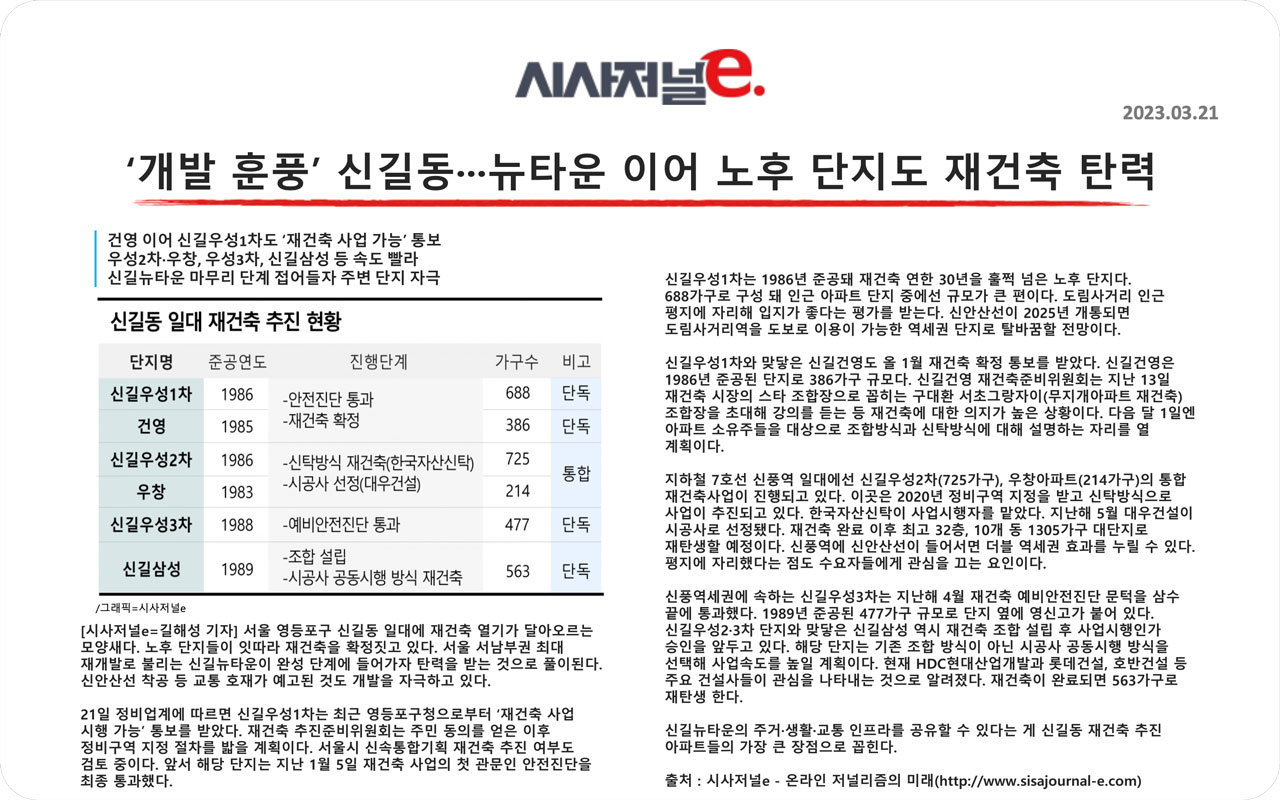 시사저널e.
2023.03.21
‘개발 훈풍’ 신길동···뉴타운 이어 노후 단지도 재건축 탄력
건영 이어 신길우성1차도 ‘재건축 사업 가능’ 통보
우성2차·우창, 우성3차, 신길삼성 등 속도 빨라
신길뉴타운 마무리 단계 접어들자 주변 단지 자극
신길동 일대 재건축 추진 현황
단지명 준공연도 진행단계 가구수 비고
신길우성1차 1986 -안전진단 통과 -재건축 확정 688 단독
건영 1985 386 단독
신길우성2차 1986 -신탁방식 재건축(한국자산신탁) -시공사 선정(대우건설) 725 통합
우창 1983 214
신길우성3차 1988 -예비안전진단 통과 477 단독
신길삼성 1989 -조합 설립 -시공사 공동시행 방식 재건축 563 단독
/그래픽=시사저널e
[시사저널e=길해성 기자] 서울 영등포구 신길동 일대에 재건축 열기가 달아오르는
모양새다. 노후 단지들이 잇따라 재건축을 확정짓고 있다. 서울 서남부권 최대
재개발로 불리는 신길뉴타운이 완성 단계에 들어가자 탄력을 받는 것으로 풀이된다.
신안산선 착공 등 교통 호재가 예고된 것도 개발을 자극하고 있다.
21일 정비업계에 따르면 신길우성1차는 최근 영등포구청으로부터 ‘재건축 사업
시행 가능’ 통보를 받았다. 재건축 추진준비위원회는 주민 동의를 얻은 이후
정비구역 지정 절차를 밟을 계획이다. 서울시 신속통합기획 재건축 추진 여부도
검토 중이다. 앞서 해당 단지는 지난 1월 5일 재건축 사업의 첫 관문인 안전진단을
최종 통과했다.
신길우성1차는 1986년 준공돼 재건축 연한 30년을 훌쩍 넘은 노후 단지다.
688가구로 구성 돼 인근 아파트 단지 중에선 규모가 큰 편이다. 도림사거리 인근
평지에 자리해 입지가 좋다는 평가를 받는다. 신안산선이 2025년 개통되면
도림사거리역을 도보로 이용이 가능한 역세권 단지로 탈바꿈할 전망이다.
신길우성1차와 맞닿은 신길건영도 올 1월 재건축 확정 통보를 받았다. 신길건영은
1986년 준공된 단지로 386가구 규모다. 신길건영 재건축준비위원회는 지난 13일
재건축 시장의 스타 조합장으로 꼽히는 구대환 서초그랑자이(무지개아파트 재건축)
조합장을 초대해 강의를 듣는 등 재건축에 대한 의지가 높은 상황이다. 다음 달 1일엔
아파트 소유주들을 대상으로 조합방식과 신탁방식에 대해 설명하는 자리를 열
계획이다.
지하철 7호선 신풍역 일대에선 신길우성2차(725가구), 우창아파트(214가구)의 통합
재건축사업이 진행되고 있다. 이곳은 2020년 정비구역 지정을 받고 신탁방식으로
사업이 추진되고 있다. 한국자산신탁이 사업시행자를 맡았다. 지난해 5월 대우건설이
시공사로 선정됐다. 재건축 완료 이후 최고 32층, 10개 동 1305가구 대단지로
재탄생할 예정이다. 신풍역에 신안산선이 들어서면 더블 역세권 효과를 누릴 수 있다.
평지에 자리했다는 점도 수요자들에게 관심을 끄는 요인이다.
신풍역세권에 속하는 신길우성3차는 지난해 4월 재건축 예비안전진단 문턱을 삼수
끝에 통과했다. 1989년 준공된 477가구 규모로 단지 옆에 영신고가 붙어 있다.
신길우성2·3차 단지와 맞닿은 신길삼성 역시 재건축 조합 설립 후 사업시행인가
승인을 앞두고 있다. 해당 단지는 기존 조합 방식이 아닌 시공사 공동시행 방식을
선택해 사업속도를 높일 계획이다. 현재 HDC현대산업개발과 롯데건설, 호반건설 등
주요 건설사들이 관심을 나타내는 것으로 알려졌다. 재건축이 완료되면 563가구로
재탄생 한다.
신길뉴타운의 주거·생활·교통 인프라를 공유할 수 있다는 게 신길동 재건축 추진
아파트들의 가장 큰 장점으로 꼽힌다.
출처 : 시사저널e - 온라인 저널리즘의 미래(http://www.sisajournal-e.com)